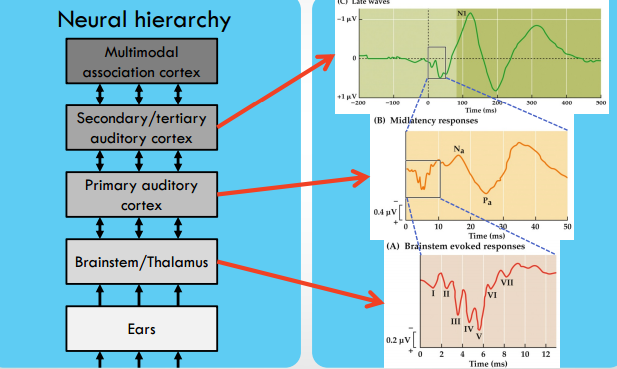 Neural hierarchy
Multimodal
association cortex
Secondary/tertiary
auditory cortex
Primary auditory
cortex
Brainstem/Thalamus
Ears
(C) Late waves
−1 µV
0
+1 µV
N1
−200 −100 0 100 200 300 400 500
Time (ms)
(B) Midlatency responses
Na
Pa
0.4 µV
−
+
0 10 20 30 40 50
Time (ms)
(A) Brainstem evoked responses
I II III IV V VI VII
0.2 µV
−
+
0 2 4 6 8 10 12
Time (ms)